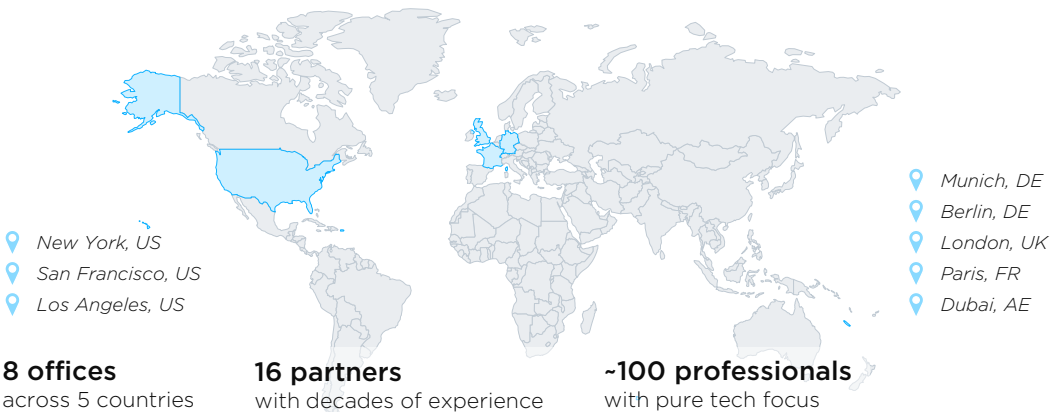 Munich, DE
Berlin, DE
New York, US
London, UK
San Francisco, US
Paris, FR
Los Angeles, US
Dubai, AE
8 offices
across 5 countries
16 partners
with decades of experience
~100 professionals
with pure tech focus